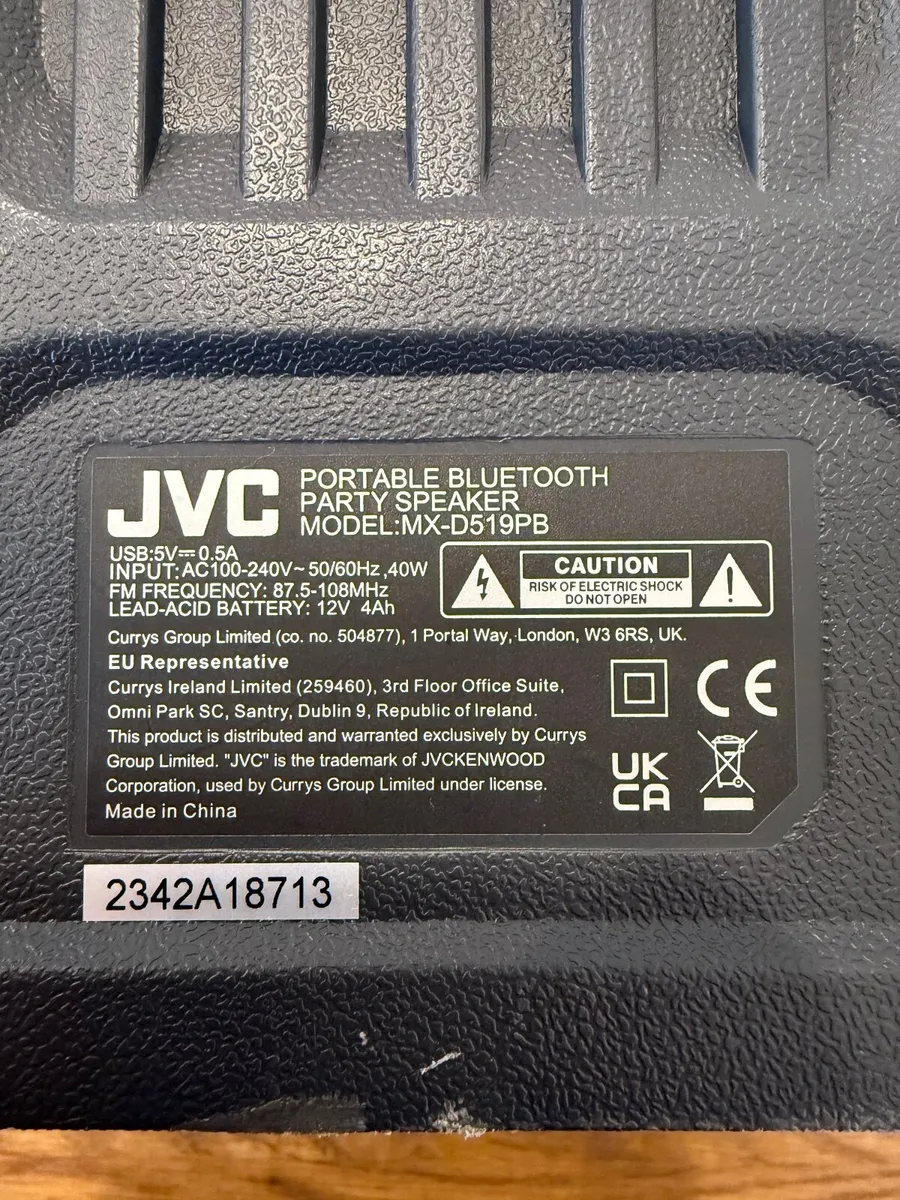 JVC
PORTABLE BLUETOOTH
PARTY SPEAKER
MODEL:MX-D519PB
USB:5V⎓0.5A
INPUT:AC100-240V~50/60Hz,40W
FM FREQUENCY: 87.5-108MHz
LEAD-ACID BATTERY: 12V 4Ah
CAUTION
RISK OF ELECTRIC SHOCK
DO NOT OPEN
Currys Group Limited (co. no. 504877), 1 Portal Way, London, W3 6RS, UK.
EU Representative
Currys Ireland Limited (259460), 3rd Floor Office Suite,
Omni Park SC, Santry, Dublin 9, Republic of Ireland.
This product is distributed and warranted exclusively by Currys
Group Limited. "JVC" is the trademark of JVCKENWOOD
Corporation, used by Currys Group Limited under license.
Made in China
CE
UK
CA
2342A18713